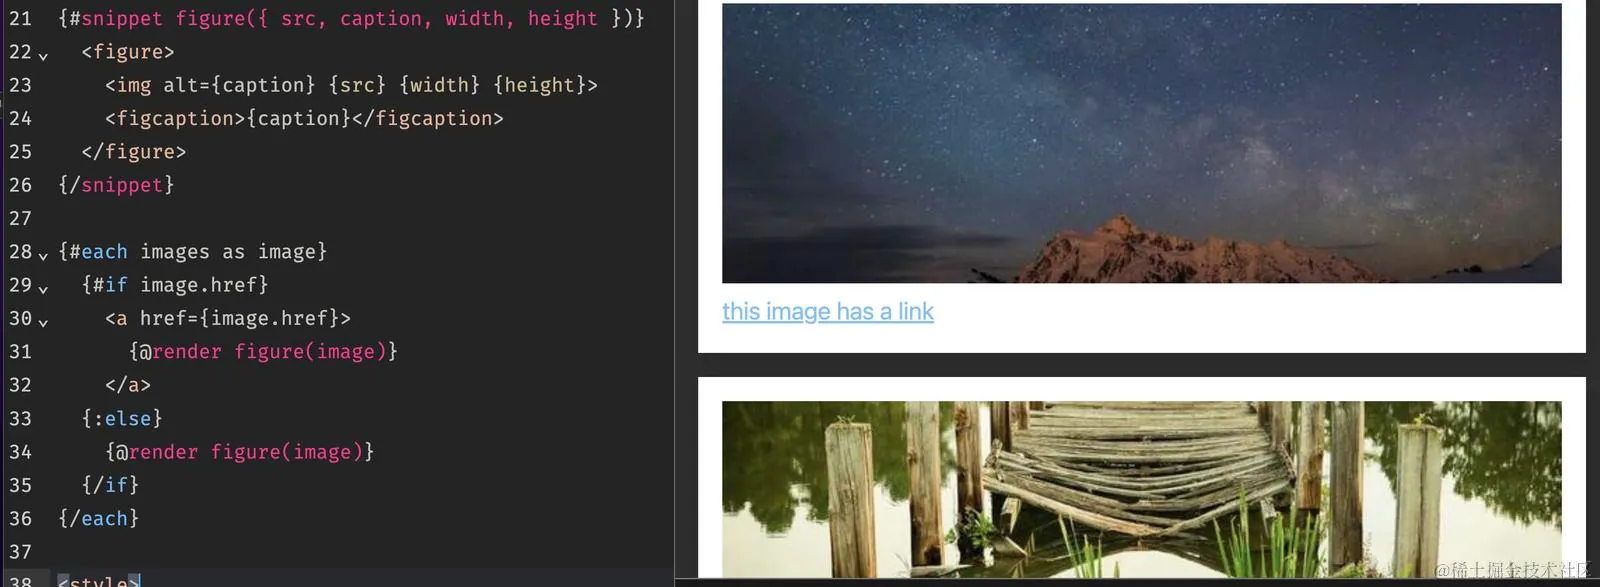 21 {#snippet figure({ src, caption, width, height })}
22 <figure>
23 <img alt={caption} {src} {width} {height}>
24 <figcaption>{caption}</figcaption>
25 </figure>
26 {/snippet}
27
28 {#each images as image}
29 {#if image.href}
30 <a href={image.href}>
31 {@render figure(image)}
32 </a>
33 {:else}
34 {@render figure(image)}
35 {/if}
36 {/each}
37
38 <style>
this image has a link
@稀土掘金技术社区